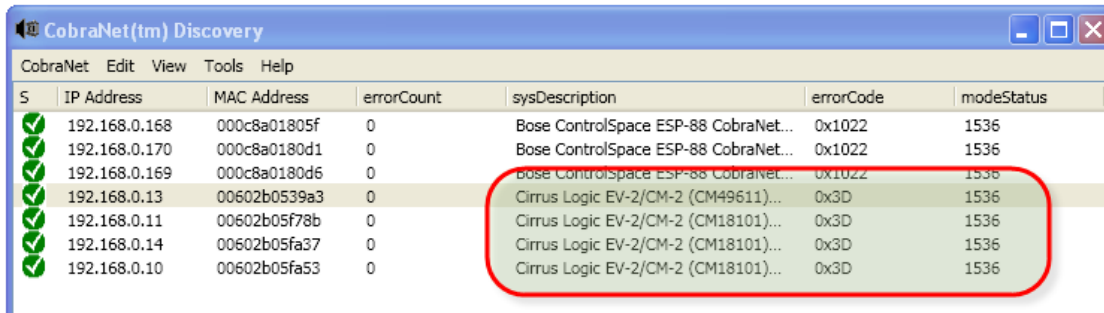 CobraNet(tm) Discovery
CobraNet Edit View Tools Help
S IP Address MAC Address errorCount sysDescription errorCode modeStatus
192.168.0.168 000c8a01805f 0 Bose ControlSpace ESP-88 CobraNet... 0x1022 1536
192.168.0.170 000c8a0180d1 0 Bose ControlSpace ESP-88 CobraNet... 0x1022 1536
192.168.0.169 000c8a0180d6 0 Bose ControlSpace ESP-88 CobraNet... 0x1022 1536
192.168.0.13 00602b0539a3 0 Cirrus Logic EV-2/CM-2 (CM49611)... 0x3D 1536
192.168.0.11 00602b05f78b 0 Cirrus Logic EV-2/CM-2 (CM18101)... 0x3D 1536
192.168.0.14 00602b05fa37 0 Cirrus Logic EV-2/CM-2 (CM18101)... 0x3D 1536
192.168.0.10 00602b05fa53 0 Cirrus Logic EV-2/CM-2 (CM18101)... 0x3D 1536